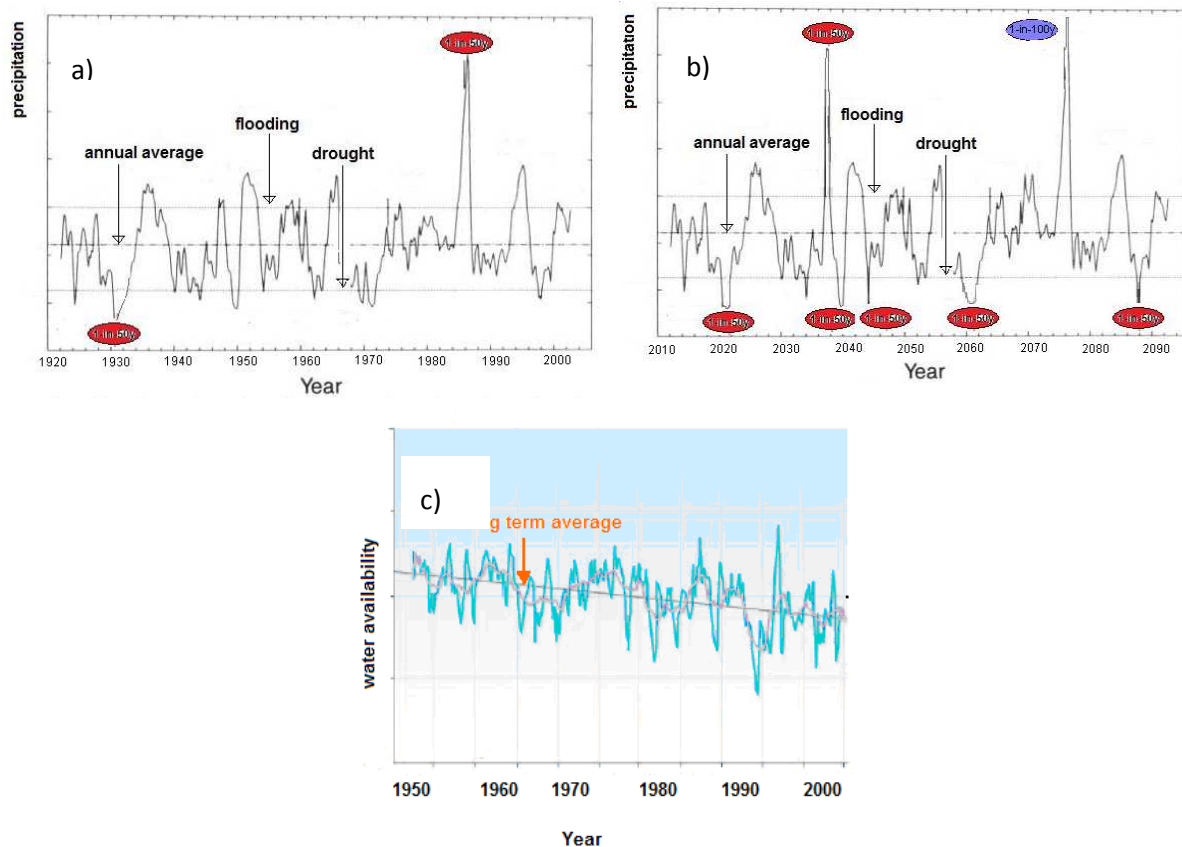 a)
precipitation
1-in-50y
flooding
annual average
drought
1-in-50y
1920 1930 1940 1950 1960 1970 1980 1990 2000
Year
b)
precipitation
1-in-50y
1-in-100y
flooding
annual average
drought
1-in-50y
1-in-50y
1-in-50y
1-in-50y
1-in-50y
2010 2020 2030 2040 2050 2060 2070 2080 2090
Year
c)
g term average
water availability
1950 1960 1970 1980 1990 2000
Year